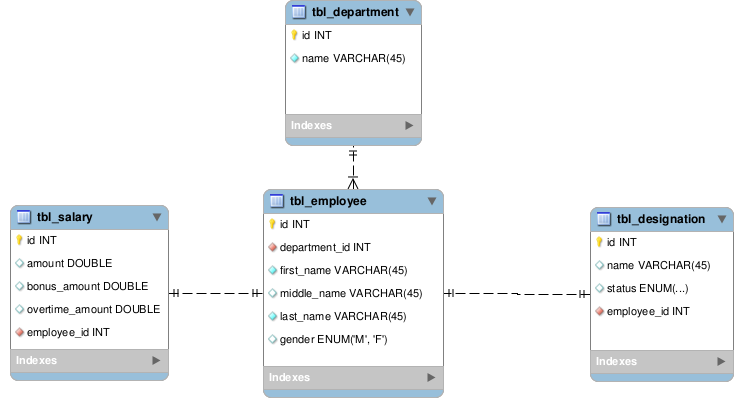 tbl_department
id INT
name VARCHAR(45)
Indexes
tbl_salary
id INT
amount DOUBLE
bonus_amount DOUBLE
overtime_amount DOUBLE
employee_id INT
Indexes
tbl_employee
id INT
department_id INT
first_name VARCHAR(45)
middle_name VARCHAR(45)
last_name VARCHAR(45)
gender ENUM('M', 'F')
Indexes
tbl_designation
id INT
name VARCHAR(45)
status ENUM(...)
employee_id INT
Indexes